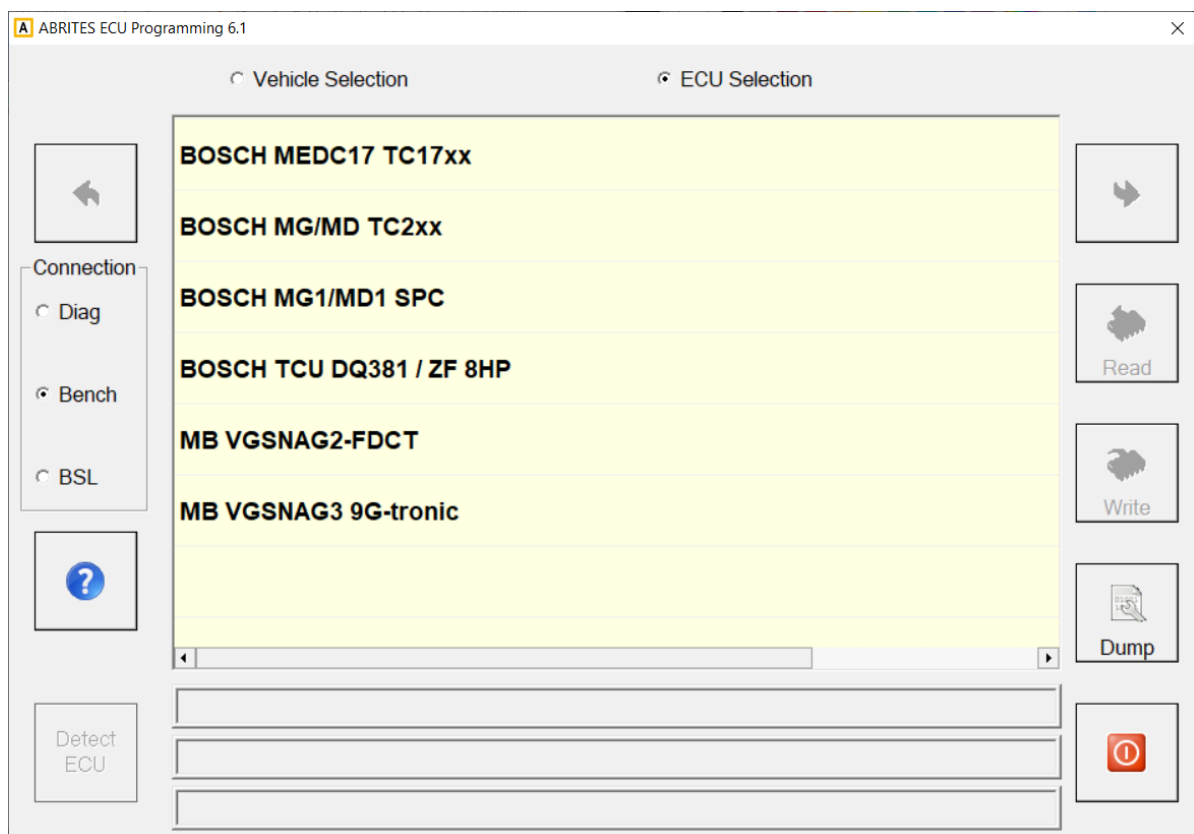 A ABRITES ECU Programming 6.1
Vehicle Selection
ECU Selection
BOSCH MEDC17 TC17xx
BOSCH MG/MD TC2xx
BOSCH MG1/MD1 SPC
BOSCH TCU DQ381 / ZF 8HP
MB VGSNAG2-FDCT
MB VGSNAG3 9G-tronic
Connection
Diag
Bench
BSL
?
Detect
ECU
Read
Write
Dump